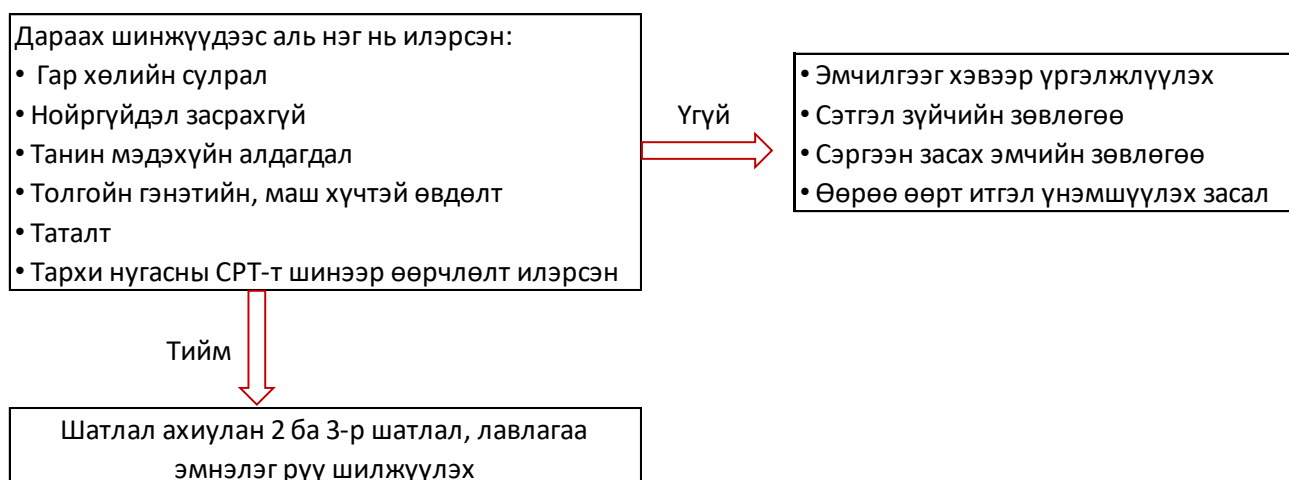 Дараах шинжүүдээс аль нэг нь илэрсэн:
• Гар хөлийн сулрал
• Нойргүйдэл засрахгүй
• Танин мэдэхүйн алдагдал
• Толгойн гэнэтийн, маш хүчтэй өвдөлт
• Таталт
• Тархи нугасны СРТ-т шинээр өөрчлөлт илэрсэн
Үгүй
• Эмчилгээг хэвээр үргэлжлүүлэх
• Сэтгэл зүйчийн зөвлөгөө
• Сэргээн засах эмчийн зөвлөгөө
• Өөрөө өөрт итгэл үнэмшүүлэх засал
Тийм
Шатлал ахиулан 2 ба 3-р шатлал, лавлагаа
эмнэлэг рүү шилжүүлэх